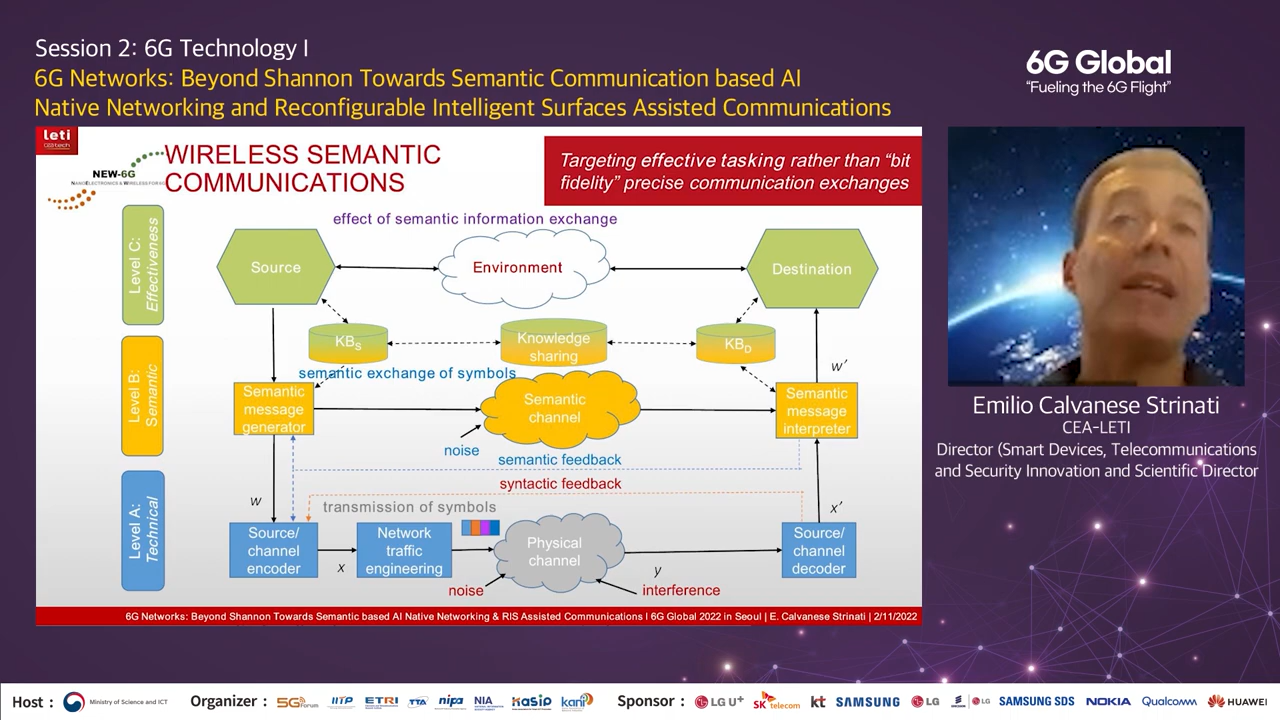 Session 2: 6G Technology I
6G Networks: Beyond Shannon Towards Semantic Communication based AI
Native Networking and Reconfigurable Intelligent Surfaces Assisted Communications
6G Global
“Fueling the 6G Flight”
leti
NEW-6G
WIRELESS SEMANTIC
COMMUNICATIONS
Targeting effective tasking rather than “bit
fidelity” precise communication exchanges
Level C:
Effectiveness
effect of semantic information exchange
Source
Environment
Destination
KBS
Knowledge
sharing
KBD
Level B:
Semantic
semantic exchange of symbols
Semantic
message
generator
Semantic
channel
Semantic
message
interpreter
w’
noise
semantic feedback
syntactic feedback
Level A:
Technical
w
transmission of symbols
x’
Source/
channel
encoder
x
Network
traffic
engineering
Physical
channel
y
Source/
channel
decoder
noise
interference
6G Networks: Beyond Shannon Towards Semantic based AI Native Networking & RIS Assisted Communications I 6G Global 2022 in Seoul | E. Calvanese Strinati | 2/11/2022
Emilio Calvanese Strinati
CEA-LETI
Director (Smart Devices, Telecommunications
and Security Innovation and Scientific Director
Host : Ministry of Science and ICT Organizer : 5G Forum IITP ETRI TTA nipa NIA kani Sponsor : LG U+ SK telecom kt SAMSUNG LG LG SAMSUNG SDS NOKIA Qualcomm HUAWEI